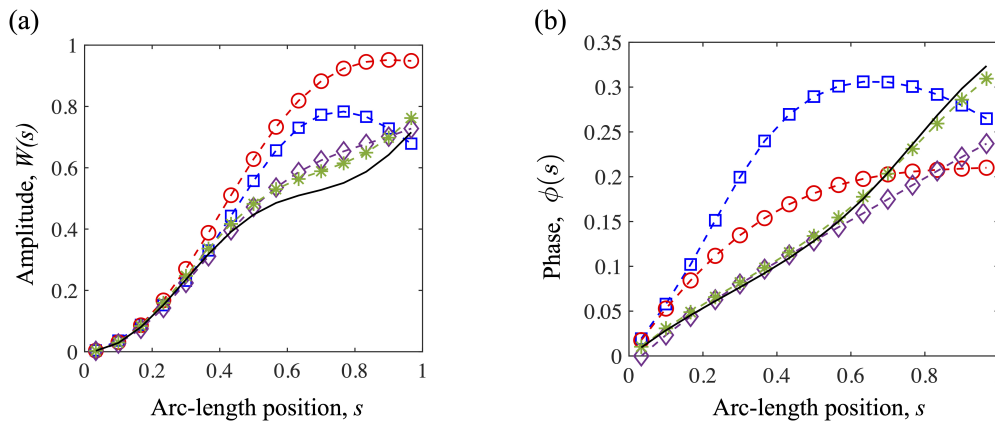 (a)
Amplitude, W(s)
1
0.8
0.6
0.4
0.2
0
0 0.2 0.4 0.6 0.8 1
Arc-length position, s
(b)
Phase, ϕ(s)
0.35
0.3
0.25
0.2
0.15
0.1
0.05
0
0 0.2 0.4 0.6 0.8
Arc-length position, s